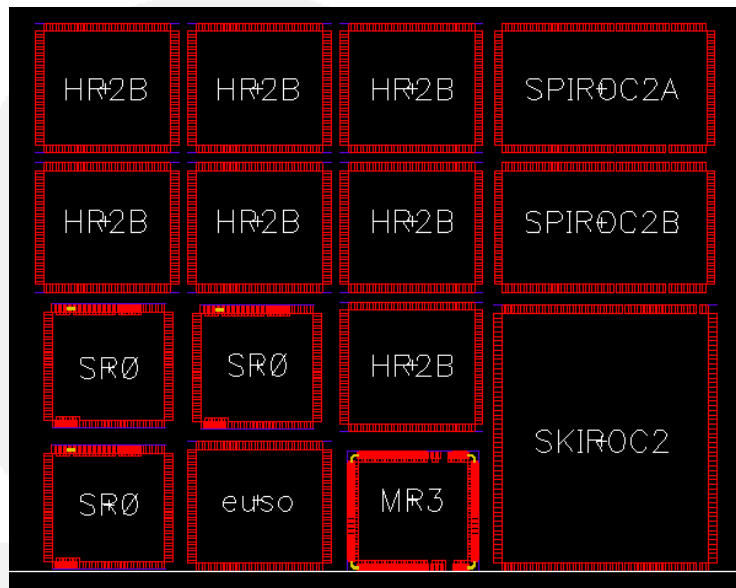 HR2B HR2B HR2B SPIROC2A
HR2B HR2B HR2B SPIROC2B
SR0 SR0 HR2B
SKIROC2
SR0 euso MR3